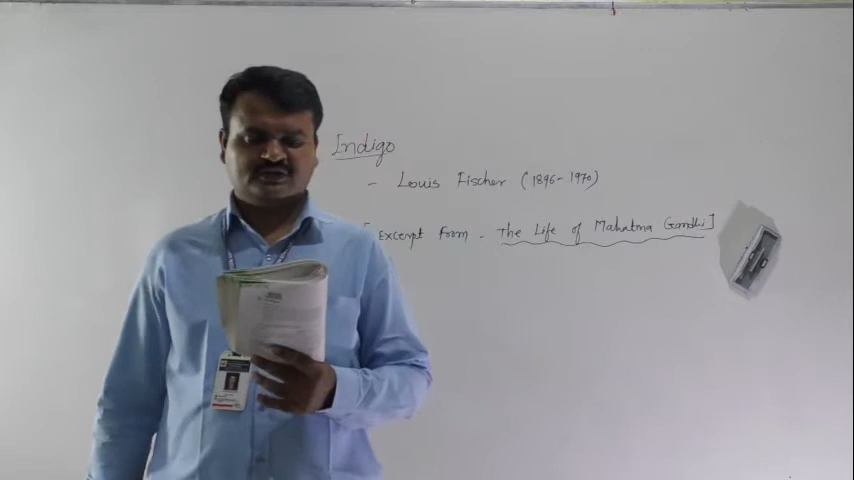 Indigo
- Louis Fischer (1896-1970)
[Excerpt form - The Life of Mahatma Gandhi]